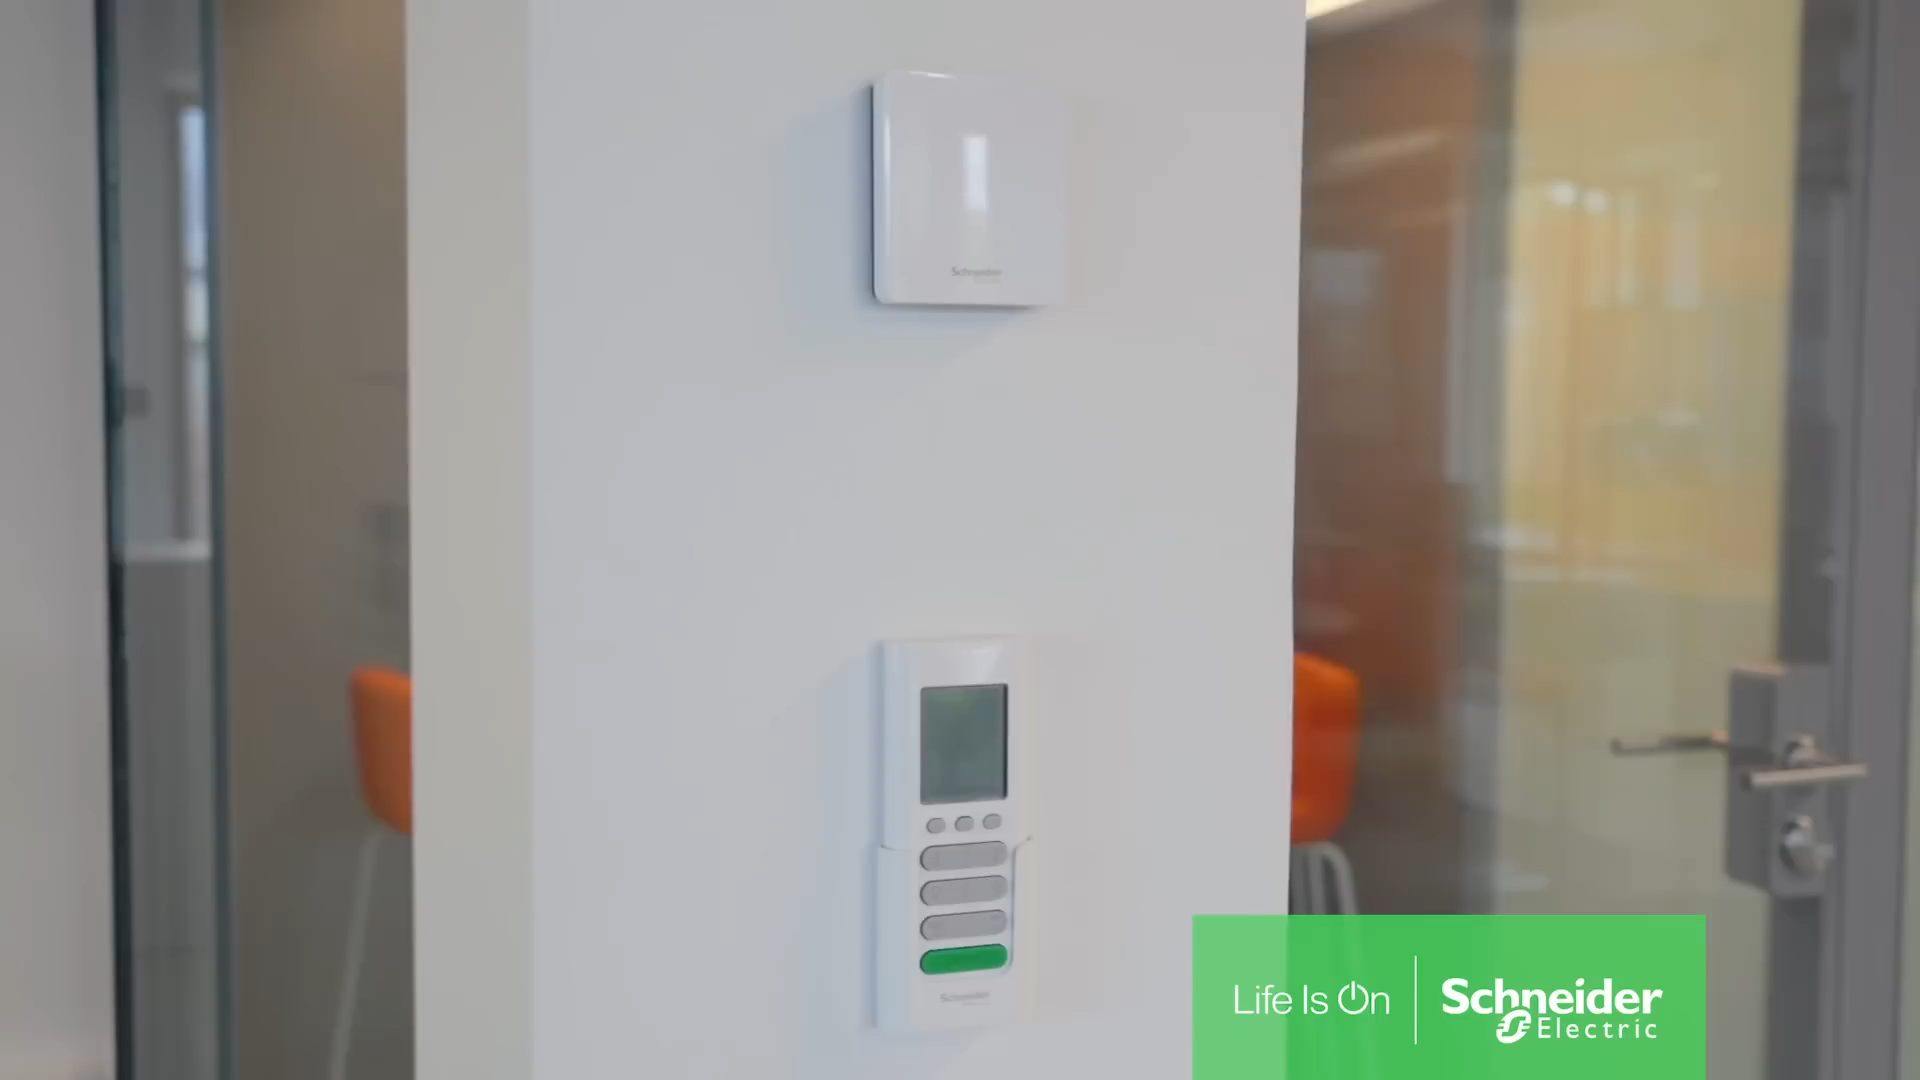 Schneider
Schneider
Life Is On
Schneider
Electric